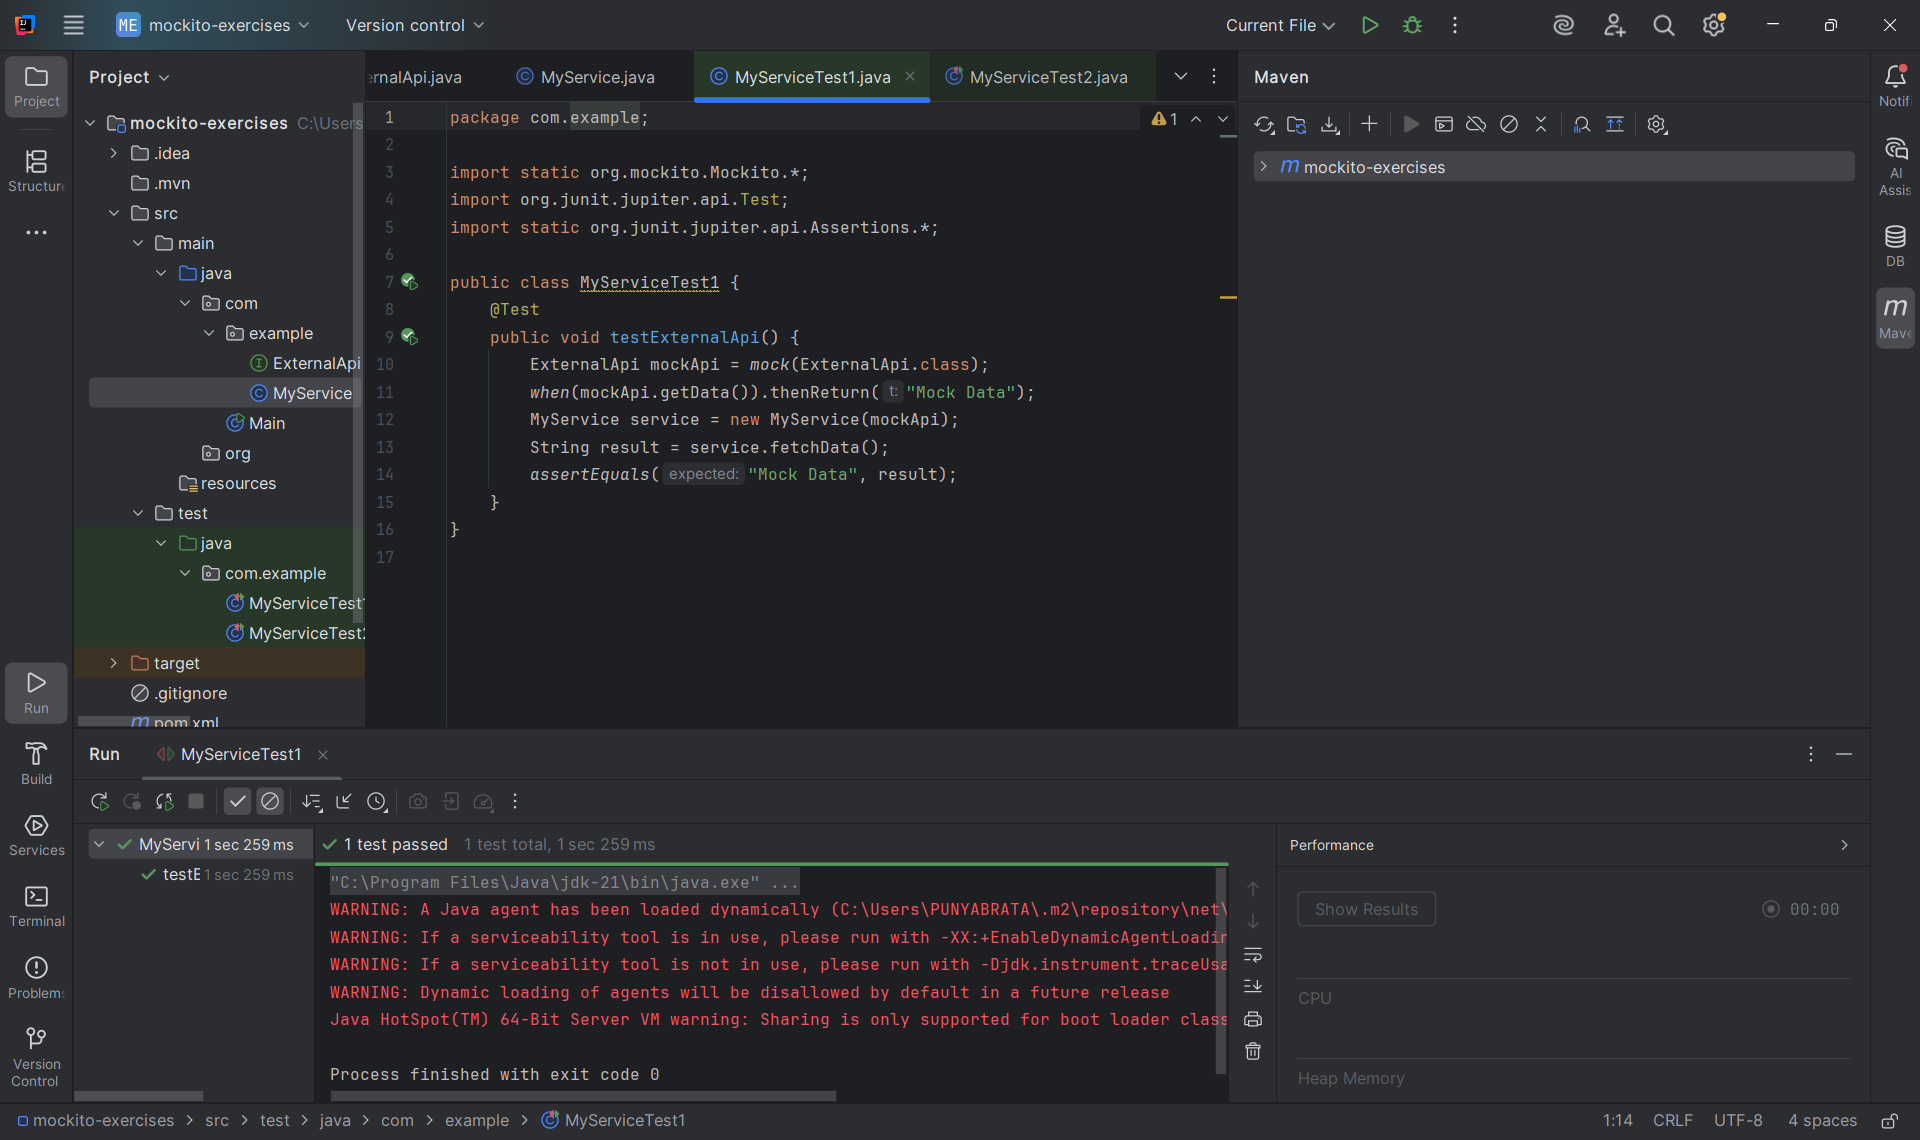 ME mockito-exercises Version control Current File
Project
Structure
Project
mockito-exercises C:\Users
.idea
.mvn
src
main
java
com
example
ExternalApi
MyService
Main
org
resources
test
java
com.example
MyServiceTest1
MyServiceTest2
target
.gitignore
pom.xml
ernalApi.java MyService.java MyServiceTest1.java MyServiceTest2.java
1 package com.example;
2
3 import static org.mockito.Mockito.*;
4 import org.junit.jupiter.api.Test;
5 import static org.junit.jupiter.api.Assertions.*;
6
7 public class MyServiceTest1 {
8 @Test
9 public void testExternalApi() {
10 ExternalApi mockApi = mock(ExternalApi.class);
11 when(mockApi.getData()).thenReturn( t: "Mock Data");
12 MyService service = new MyService(mockApi);
13 String result = service.fetchData();
14 assertEquals( expected: "Mock Data", result);
15 }
16 }
17
1
Maven
m mockito-exercises
Notifi
AI
Assis
DB
m
Mave
Run
Build
Services
Terminal
Problems
Version
Control
Run MyServiceTest1
MyServi 1 sec 259 ms
testE 1 sec 259 ms
1 test passed 1 test total, 1 sec 259 ms
"C:\Program Files\Java\jdk-21\bin\java.exe" ...
WARNING: A Java agent has been loaded dynamically (C:\Users\PUNYABRATA\.m2\repository\net\
WARNING: If a serviceability tool is in use, please run with -XX:+EnableDynamicAgentLoadin
WARNING: If a serviceability tool is not in use, please run with -Djdk.instrument.traceUsa
WARNING: Dynamic loading of agents will be disallowed by default in a future release
Java HotSpot(TM) 64-Bit Server VM warning: Sharing is only supported for boot loader class
Process finished with exit code 0
Performance
Show Results 00:00
CPU
Heap Memory
mockito-exercises > src > test > java > com > example > MyServiceTest1 1:14 CRLF UTF-8 4 spaces